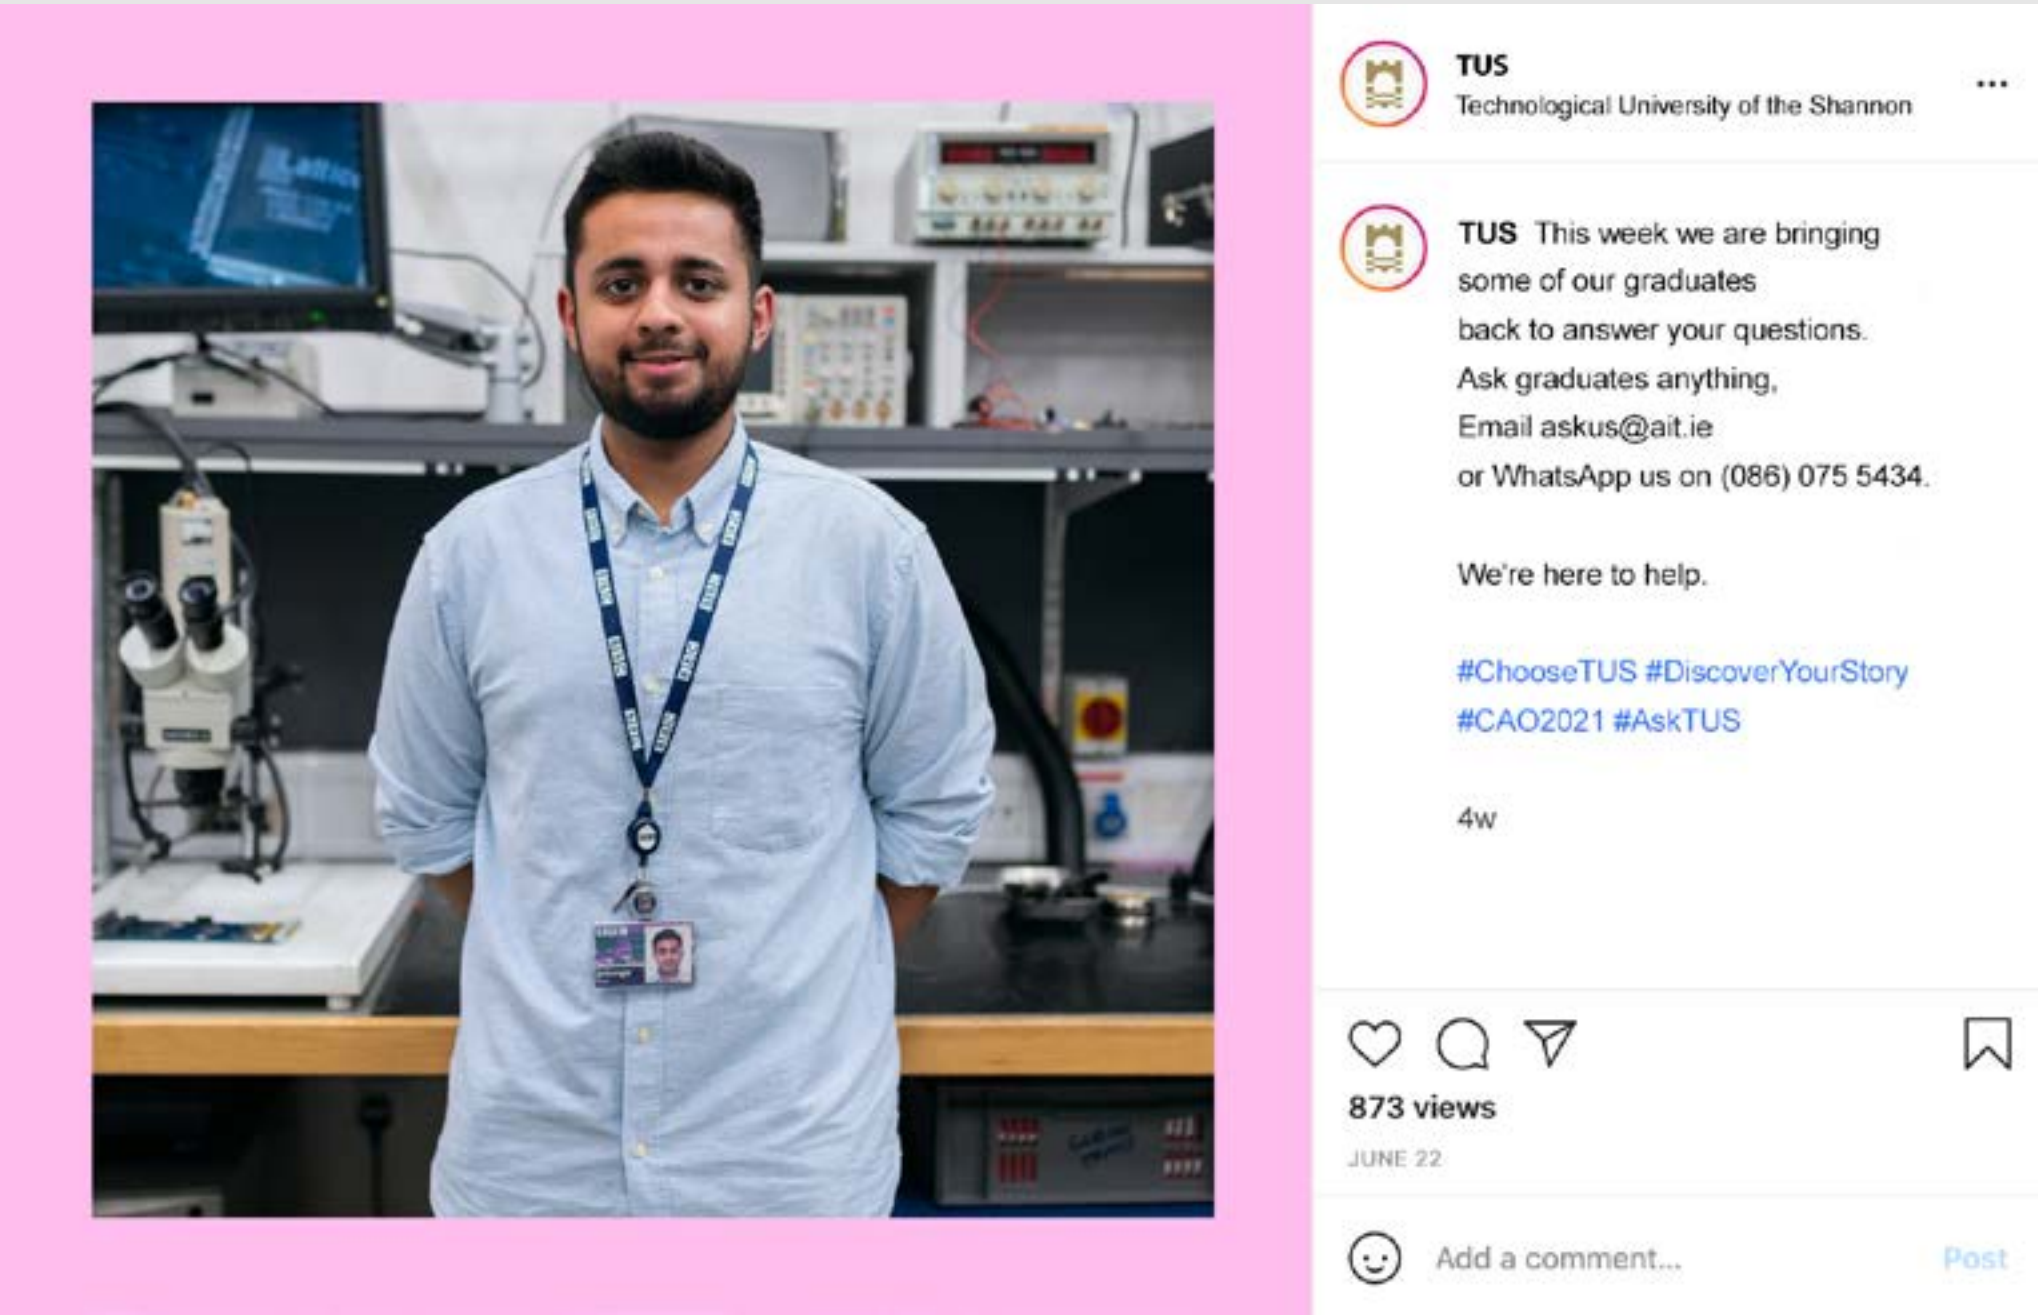 TUS
Technological University of the Shannon
TUS This week we are bringing
some of our graduates
back to answer your questions.
Ask graduates anything,
Email askus@ait.ie
or WhatsApp us on (086) 075 5434.
We're here to help.
#ChooseTUS #DiscoverYourStory
#CAO2021 #AskTUS
4w
873 views
JUNE 22
Add a comment...
Post